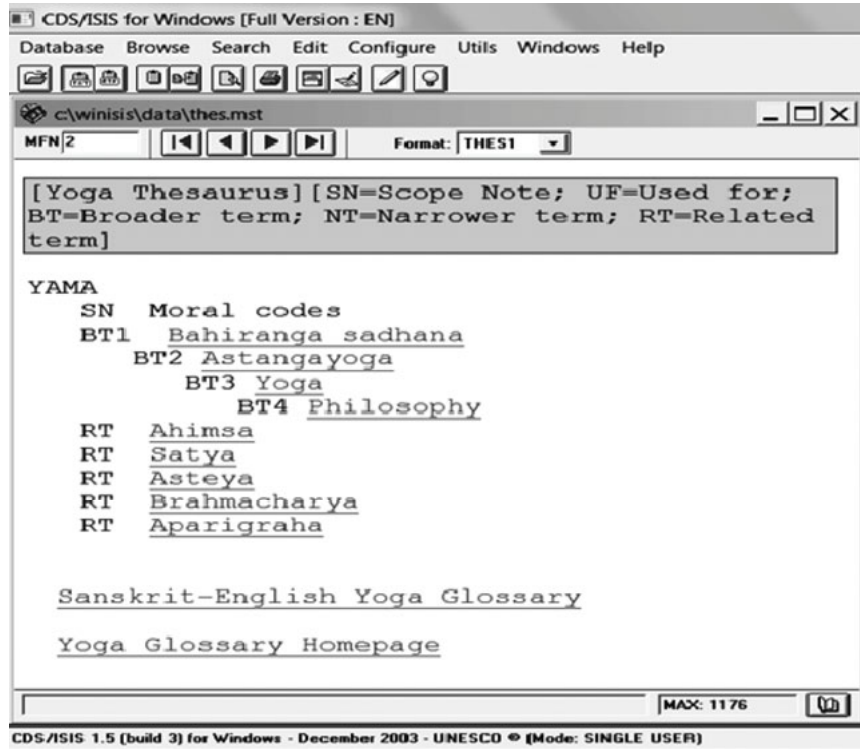 CDS/ISIS for Windows [Full Version : EN]
Database Browse Search Edit Configure Utils Windows Help
c:\winisis\data\thes.mst
MFN 2 Format: THES1
[Yoga Thesaurus][SN=Scope Note; UF=Used for;
BT=Broader term; NT=Narrower term; RT=Related
term]
YAMA
SN Moral codes
BT1 Bahiranga sadhana
BT2 Astangayoga
BT3 Yoga
BT4 Philosophy
RT Ahimsa
RT Satya
RT Asteya
RT Brahmacharya
RT Aparigraha
Sanskrit-English Yoga Glossary
Yoga Glossary Homepage
MAX: 1176
CDS/ISIS 1.5 (build 3) for Windows - December 2003 - UNESCO © (Mode: SINGLE USER)